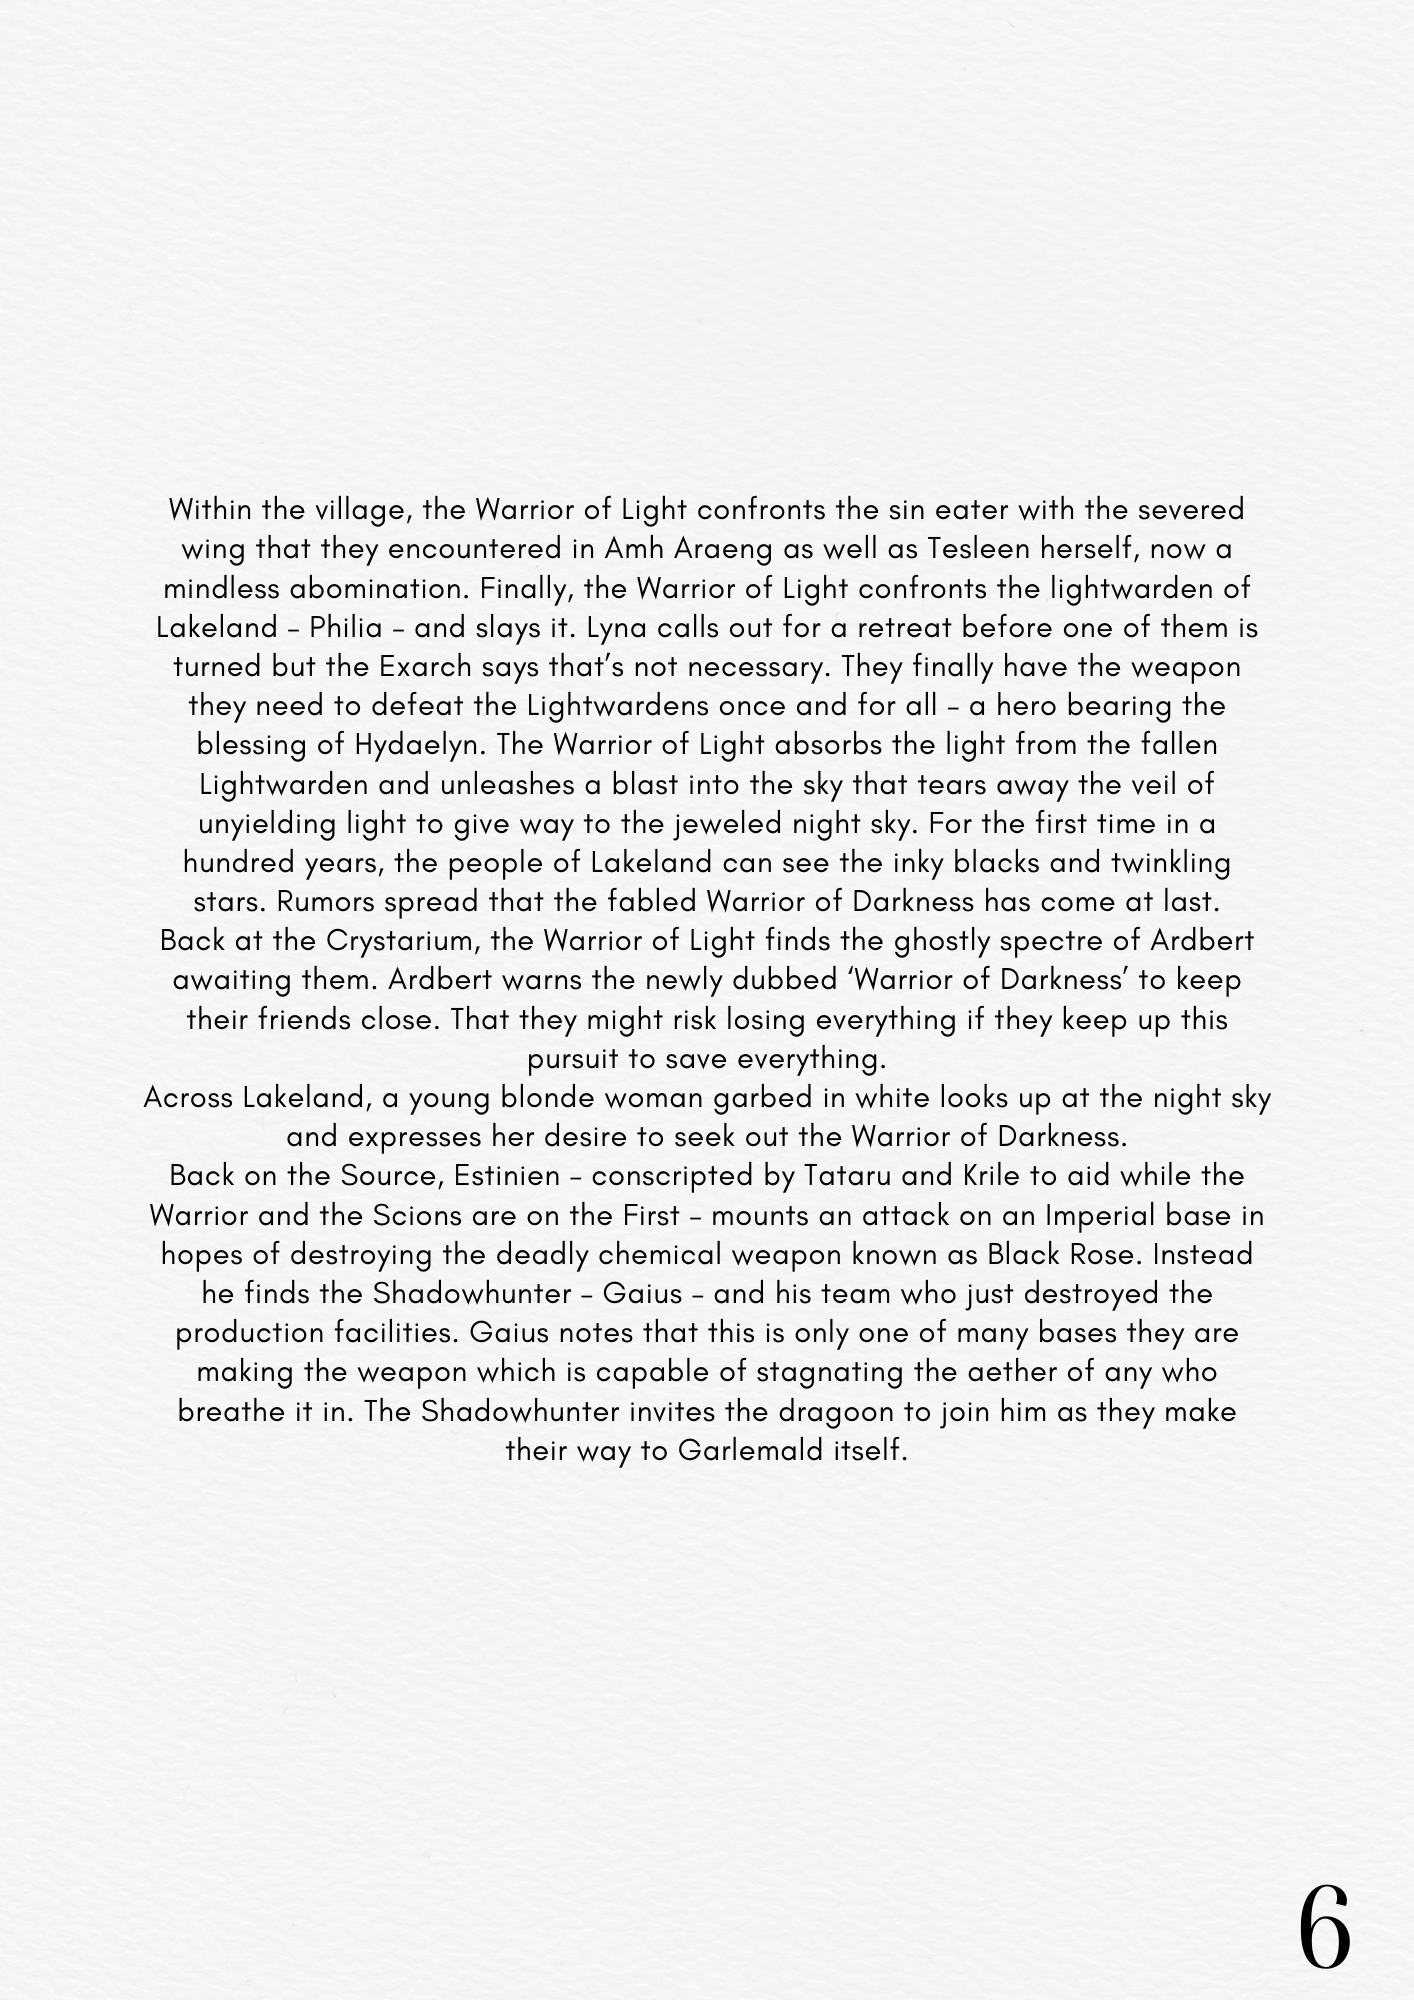 Within the village, the Warrior of Light confronts the sin eater with the severed
wing that they encountered in Amh Araeng as well as Tesleen herself, now a
mindless abomination. Finally, the Warrior of Light confronts the lightwarden of
Lakeland – Philia – and slays it. Lyna calls out for a retreat before one of them is
turned but the Exarch says that’s not necessary. They finally have the weapon
they need to defeat the Lightwardens once and for all – a hero bearing the
blessing of Hydaelyn. The Warrior of Light absorbs the light from the fallen
Lightwarden and unleashes a blast into the sky that tears away the veil of
unyielding light to give way to the jeweled night sky. For the first time in a
hundred years, the people of Lakeland can see the inky blacks and twinkling
stars. Rumors spread that the fabled Warrior of Darkness has come at last.
Back at the Crystarium, the Warrior of Light finds the ghostly spectre of Ardbert
awaiting them. Ardbert warns the newly dubbed ‘Warrior of Darkness’ to keep
their friends close. That they might risk losing everything if they keep up this
pursuit to save everything.
Across Lakeland, a young blonde woman garbed in white looks up at the night sky
and expresses her desire to seek out the Warrior of Darkness.
Back on the Source, Estinien – conscripted by Tataru and Krile to aid while the
Warrior and the Scions are on the First – mounts an attack on an Imperial base in
hopes of destroying the deadly chemical weapon known as Black Rose. Instead
he finds the Shadowhunter – Gaius – and his team who just destroyed the
production facilities. Gaius notes that this is only one of many bases they are
making the weapon which is capable of stagnating the aether of any who
breathe it in. The Shadowhunter invites the dragoon to join him as they make
their way to Garlemald itself.
6